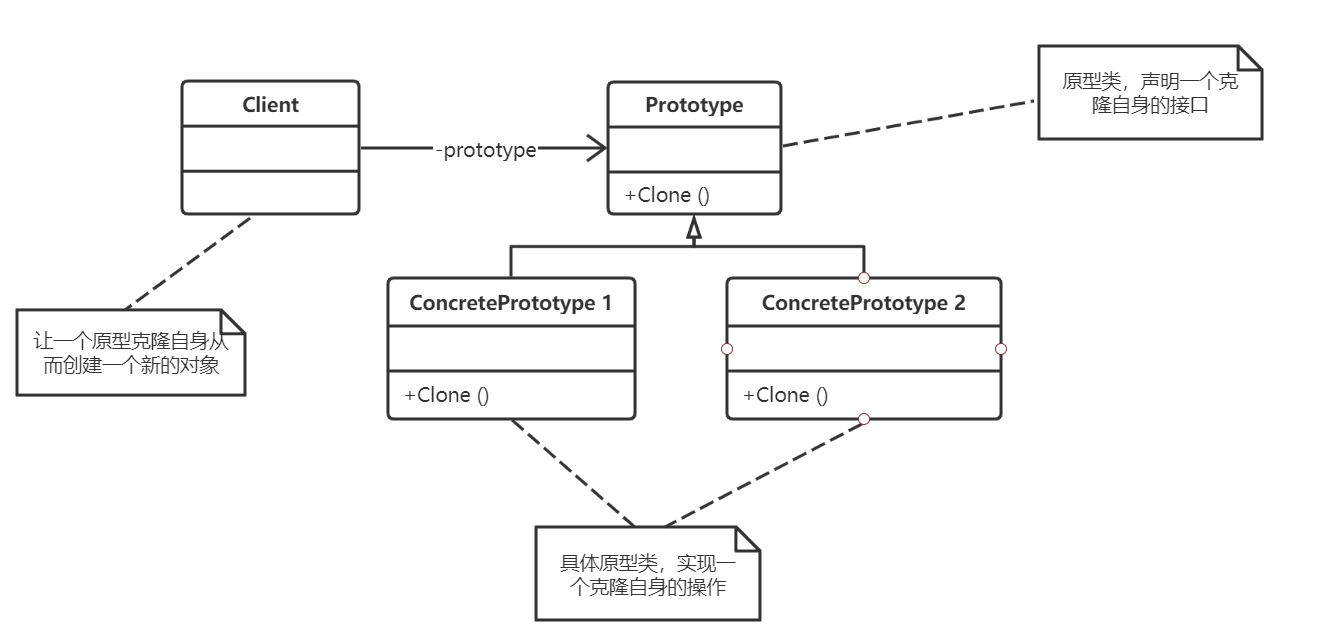 Client
Prototype
原型类，声明一个克
隆自身的接口
-prototype
+Clone ()
ConcretePrototype 1
ConcretePrototype 2
让一个原型克隆自身从
而创建一个新的对象
+Clone ()
+Clone ()
具体原型类，实现一
个克隆自身的操作